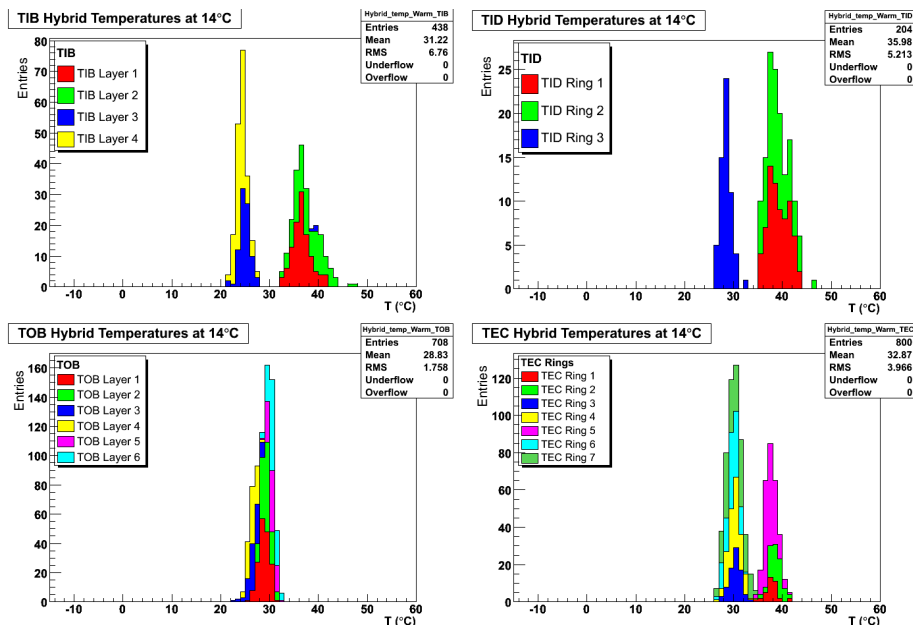 TIB Hybrid Temperatures at 14°C
Hybrid_temp_Warm_TIB
Entries 438
Mean 31.22
RMS 6.76
Underflow 0
Overflow 0
Entries
80
70
60
50
40
30
20
10
0
TIB
TIB Layer 1
TIB Layer 2
TIB Layer 3
TIB Layer 4
-10 0 10 20 30 40 50 60
T (°C)
TID Hybrid Temperatures at 14°C
Hybrid_temp_Warm_TID
Entries 204
Mean 35.98
RMS 5.213
Underflow 0
Overflow 0
Entries
25
20
15
10
5
0
TID
TID Ring 1
TID Ring 2
TID Ring 3
-10 0 10 20 30 40 50 60
T (°C)
TOB Hybrid Temperatures at 14°C
Hybrid_temp_Warm_TOB
Entries 708
Mean 28.83
RMS 1.758
Underflow 0
Overflow 0
Entries
160
140
120
100
80
60
40
20
0
TOB
TOB Layer 1
TOB Layer 2
TOB Layer 3
TOB Layer 4
TOB Layer 5
TOB Layer 6
-10 0 10 20 30 40 50 60
T (°C)
TEC Hybrid Temperatures at 14°C
Hybrid_temp_Warm_TEC
Entries 800
Mean 32.87
RMS 3.966
Underflow 0
Overflow 0
Entries
120
100
80
60
40
20
0
TEC Rings
TEC Ring 1
TEC Ring 2
TEC Ring 3
TEC Ring 4
TEC Ring 5
TEC Ring 6
TEC Ring 7
-10 0 10 20 30 40 50 60
T (°C)